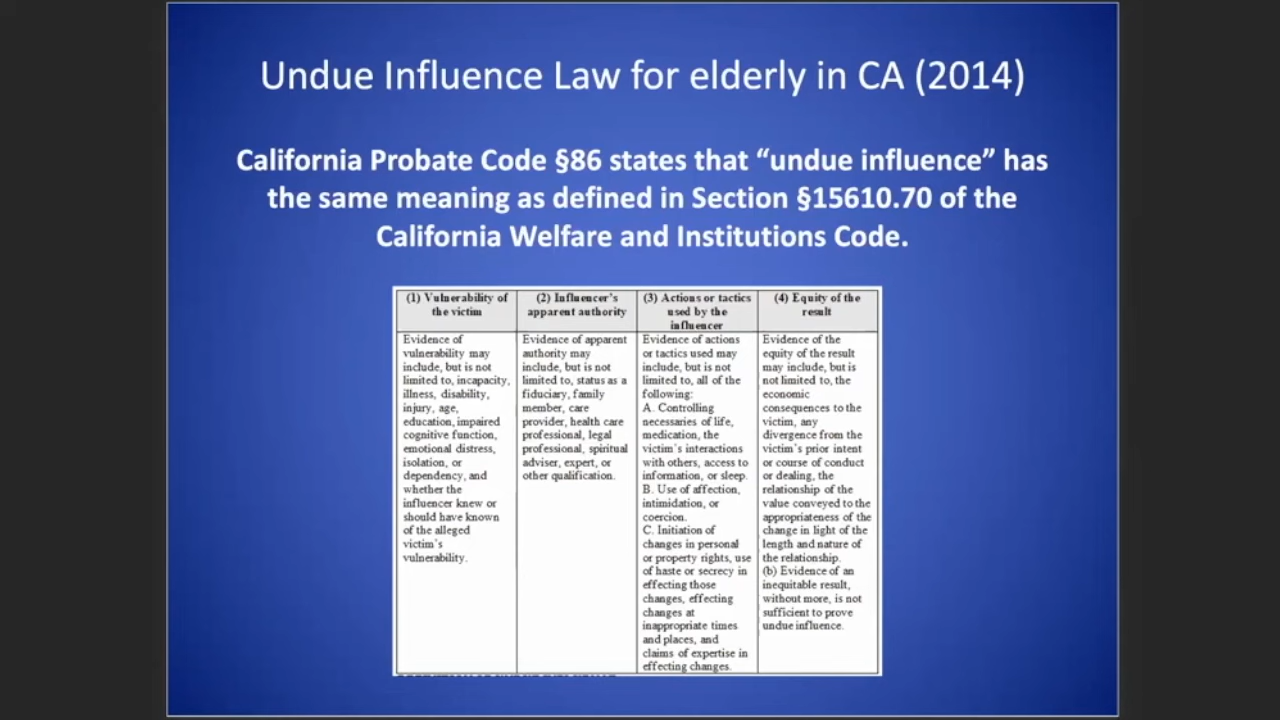 Undue Influence Law for elderly in CA (2014)
California Probate Code §86 states that “undue influence” has
the same meaning as defined in Section §15610.70 of the
California Welfare and Institutions Code.
(1) Vulnerability of
the victim
Evidence of
vulnerability may
include, but is not
limited to, incapacity,
illness, disability,
injury, age,
education, impaired
cognitive function,
emotional distress,
isolation, or
dependency, and
whether the
influencer knew or
should have known
of the alleged
victim's
vulnerability.
(2) Influencer's
apparent authority
Evidence of apparent
authority may
include, but is not
limited to, status as a
fiduciary, family
member, care
provider, health care
professional, legal
professional, spiritual
adviser, expert, or
other qualification.
(3) Actions or tactics
used by the
influencer
Evidence of actions
or tactics used may
include, but is not
limited to, all of the
following:
A. Controlling
necessaries of life,
medication, the
victim's interactions
with others, access to
information, or sleep.
B. Use of affection,
intimidation, or
coercion.
C. Initiation of
changes in personal
or property rights, use
of haste or secrecy in
effecting those
changes, effecting
changes at
inappropriate times
and places, and
claims of expertise in
effecting changes.
(4) Equity of the
result
Evidence of the
equity of the result
may include, but is
not limited to, the
economic
consequences to the
victim, any
divergence from the
victim's prior intent
or course of conduct
or dealing, the
relationship of the
value conveyed to the
appropriateness of the
change in light of the
length and nature of
the relationship.
(b) Evidence of an
inequitable result,
without more, is not
sufficient to prove
undue influence.